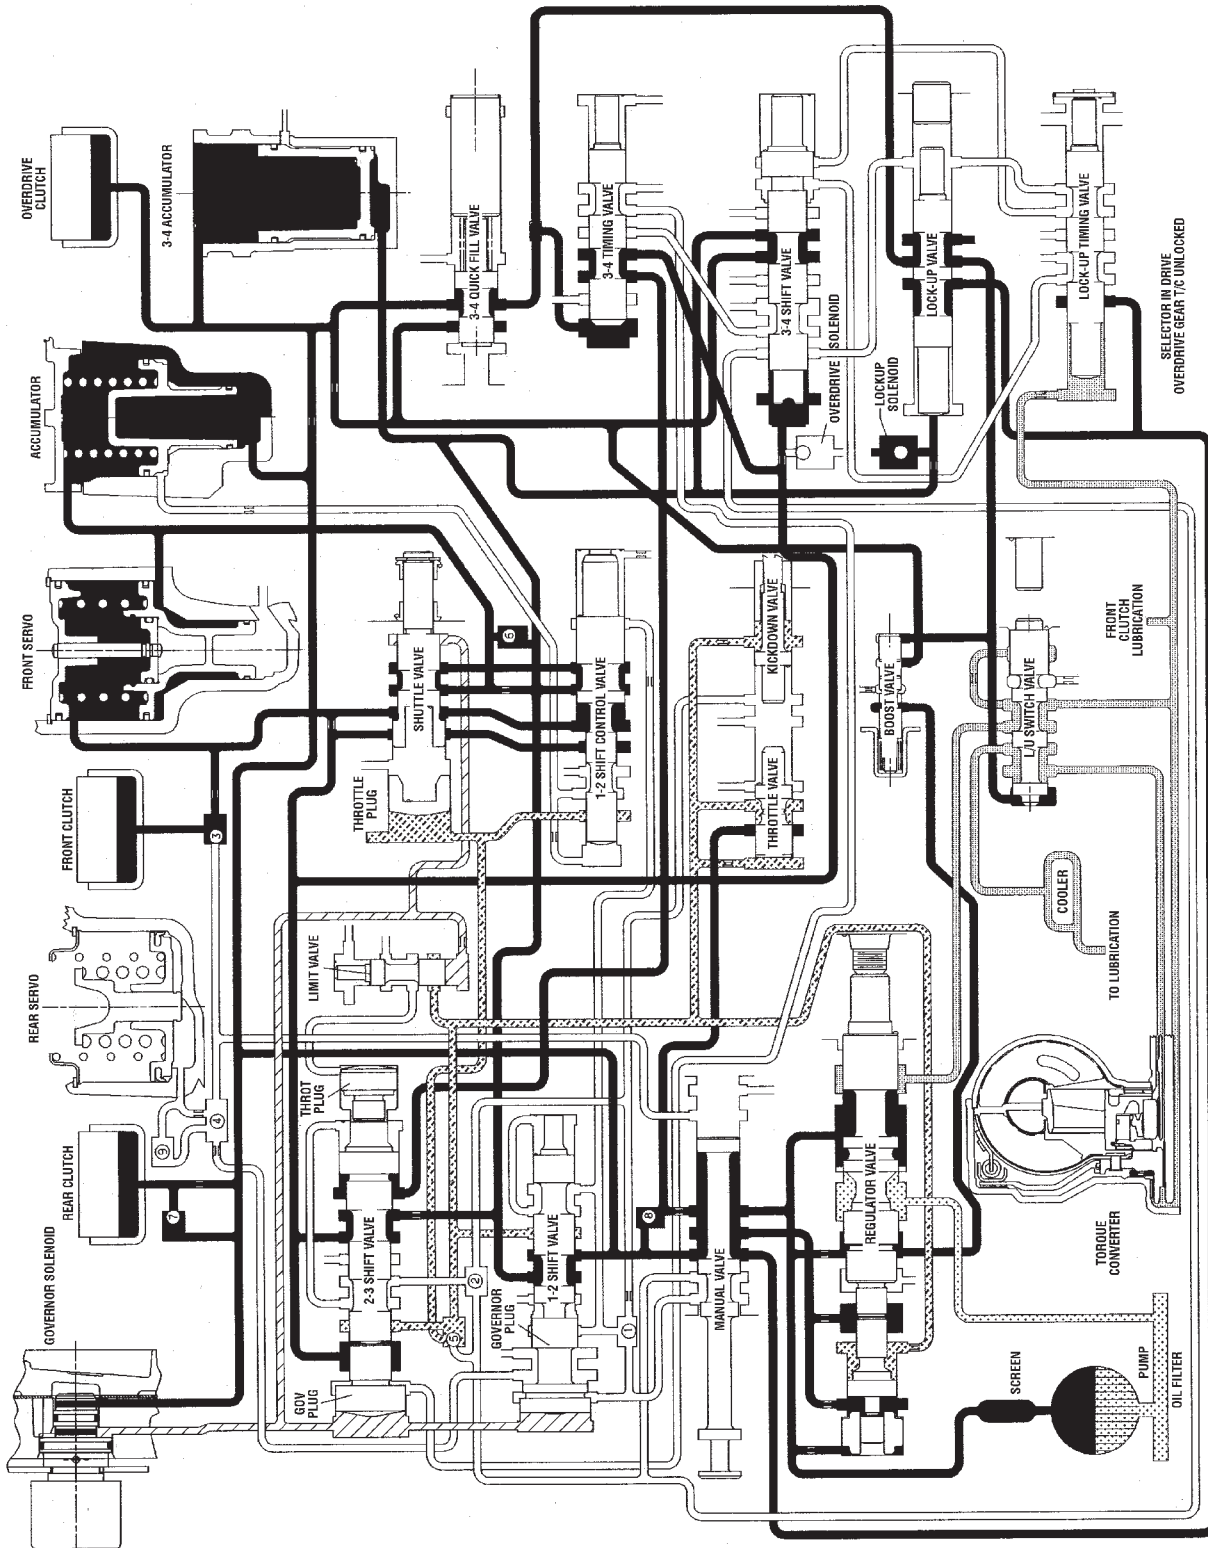 OVERDRIVE
CLUTCH
3-4 ACCUMULATOR
3-4 QUICK FILL VALVE
3-4 TIMING VALVE
3-4 SHIFT VALVE
OVERDRIVE SOLENOID
LOCK-UP VALVE
LOCKUP
SOLENOID
LOCK-UP TIMING VALVE
SELECTOR IN DRIVE
OVERDRIVE GEAR T/C UNLOCKED
ACCUMULATOR
FRONT SERVO
SHUTTLE VALVE
THROTTLE
PLUG
6
1-2 SHIFT CONTROL VALVE
KICKDOWN VALVE
THROTTLE VALVE
BOOST VALVE
L/U SWITCH VALVE
FRONT
CLUTCH
LUBRICATION
FRONT CLUTCH
3
COOLER
TO LUBRICATION
REAR SERVO
LIMIT VALVE
9
4
THROT
PLUG
REAR CLUTCH
7
2-3 SHIFT VALVE
2
5
1-2 SHIFT VALVE
8
1
MANUAL VALVE
REGULATOR VALVE
TORQUE
CONVERTER
GOVERNOR SOLENOID
GOV
PLUG
GOVERNOR
PLUG
SCREEN
PUMP
OIL FILTER